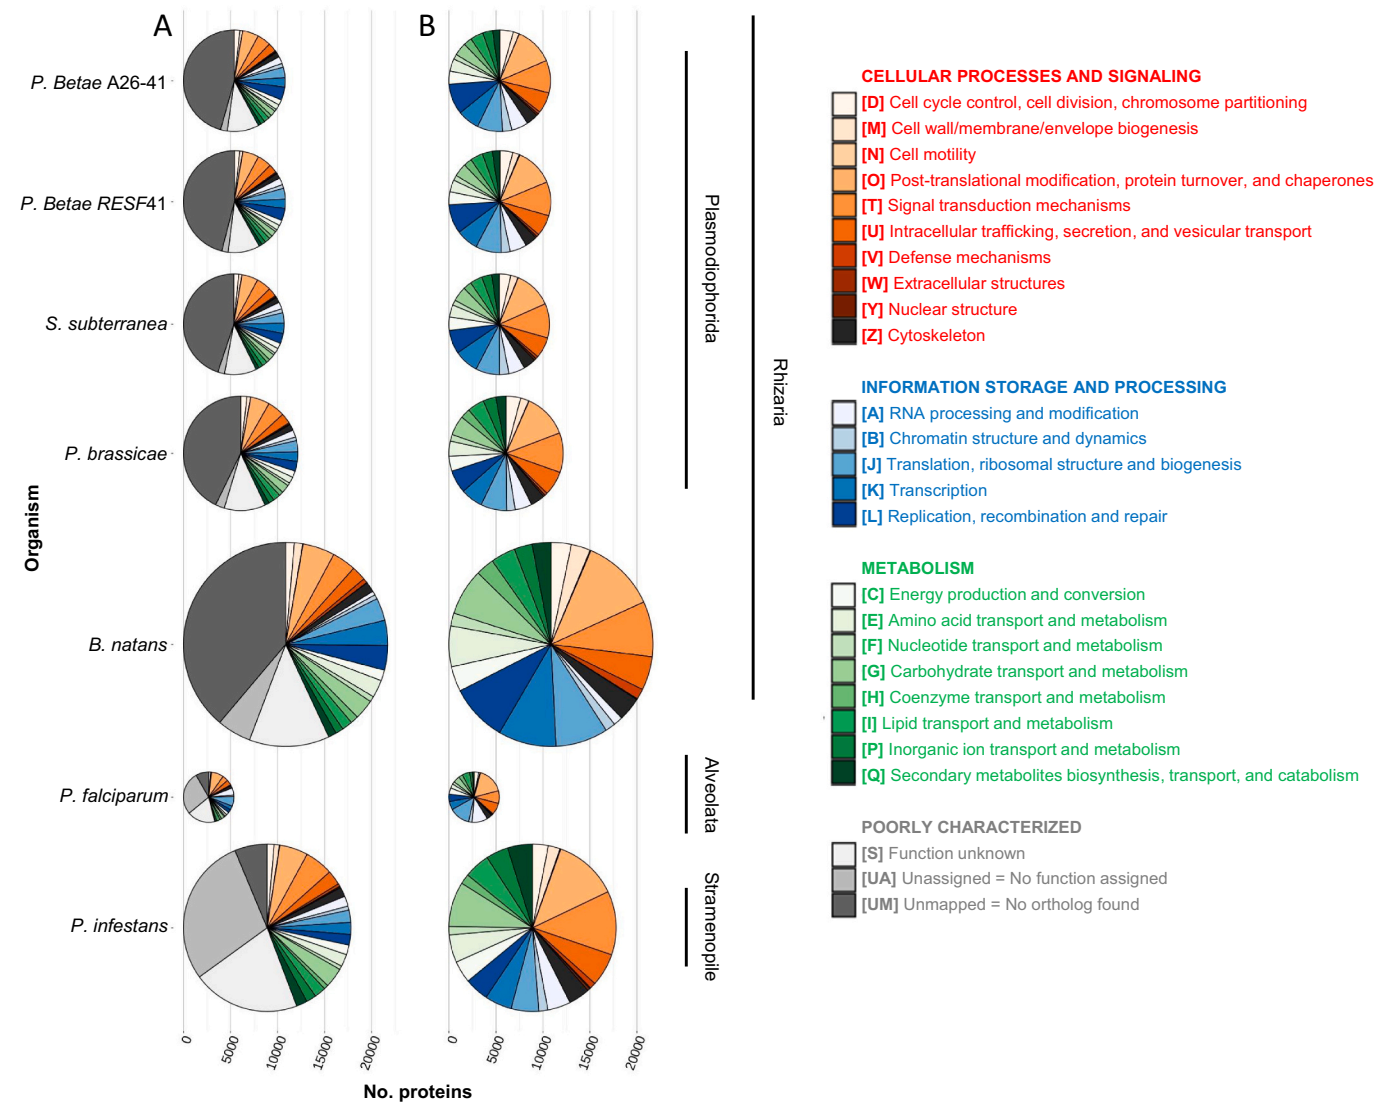 A
B
P. Betae A26-41
P. Betae RESF41
S. subterranea
P. brassicae
B. natans
P. falciparum
P. infestans
Organism
0
5000
10000
15000
20000
0
5000
10000
15000
20000
No. proteins
Plasmodiophorida
Rhizaria
Alveolata
Stramenopile
CELLULAR PROCESSES AND SIGNALING
[D] Cell cycle control, cell division, chromosome partitioning
[M] Cell wall/membrane/envelope biogenesis
[N] Cell motility
[O] Post-translational modification, protein turnover, and chaperones
[T] Signal transduction mechanisms
[U] Intracellular trafficking, secretion, and vesicular transport
[V] Defense mechanisms
[W] Extracellular structures
[Y] Nuclear structure
[Z] Cytoskeleton
INFORMATION STORAGE AND PROCESSING
[A] RNA processing and modification
[B] Chromatin structure and dynamics
[J] Translation, ribosomal structure and biogenesis
[K] Transcription
[L] Replication, recombination and repair
METABOLISM
[C] Energy production and conversion
[E] Amino acid transport and metabolism
[F] Nucleotide transport and metabolism
[G] Carbohydrate transport and metabolism
[H] Coenzyme transport and metabolism
[I] Lipid transport and metabolism
[P] Inorganic ion transport and metabolism
[Q] Secondary metabolites biosynthesis, transport, and catabolism
POORLY CHARACTERIZED
[S] Function unknown
[UA] Unassigned = No function assigned
[UM] Unmapped = No ortholog found